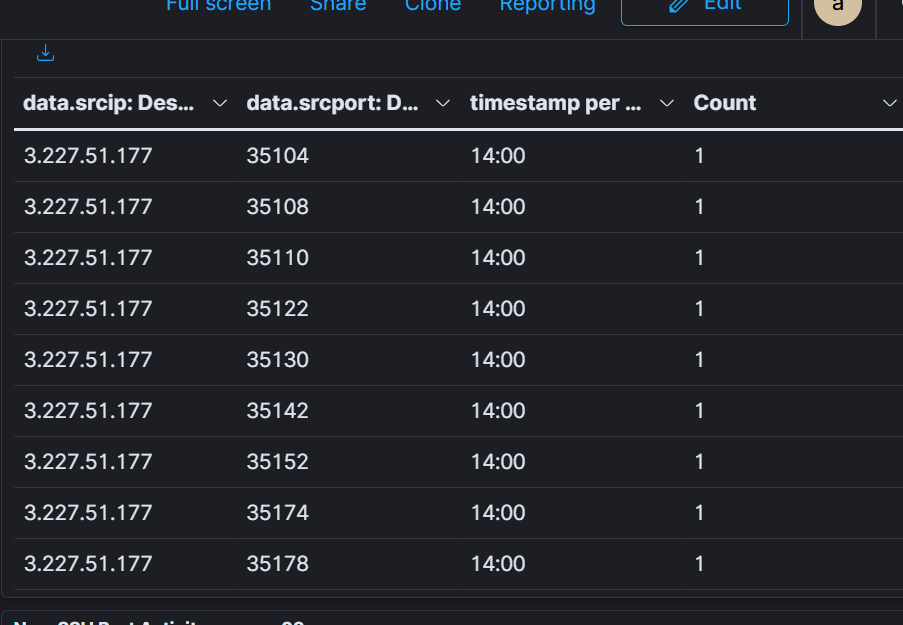 Full screen Share Clone Reporting Edit a
data.srcip: Des... data.srcport: D... timestamp per ... Count
3.227.51.177 35104 14:00 1
3.227.51.177 35108 14:00 1
3.227.51.177 35110 14:00 1
3.227.51.177 35122 14:00 1
3.227.51.177 35130 14:00 1
3.227.51.177 35142 14:00 1
3.227.51.177 35152 14:00 1
3.227.51.177 35174 14:00 1
3.227.51.177 35178 14:00 1